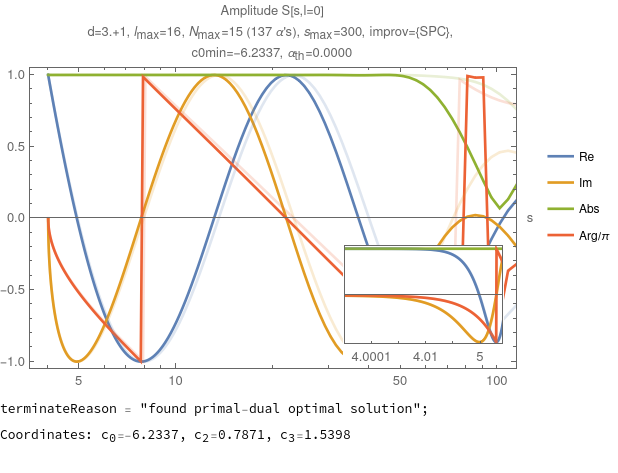 Amplitude S[s,l=0]
d=3.+1, lmax=16, Nmax=15 (137 α's), smax=300, improv={SPC},
c0min=−6.2337, αth=0.0000
1.0
0.5
0.0
−0.5
−1.0
s
Re
Im
Abs
Arg/π
4.0001 4.01 5
5 10 50 100
terminateReason = "found primal-dual optimal solution";
Coordinates: c0=-6.2337, c2=0.7871, c3=1.5398